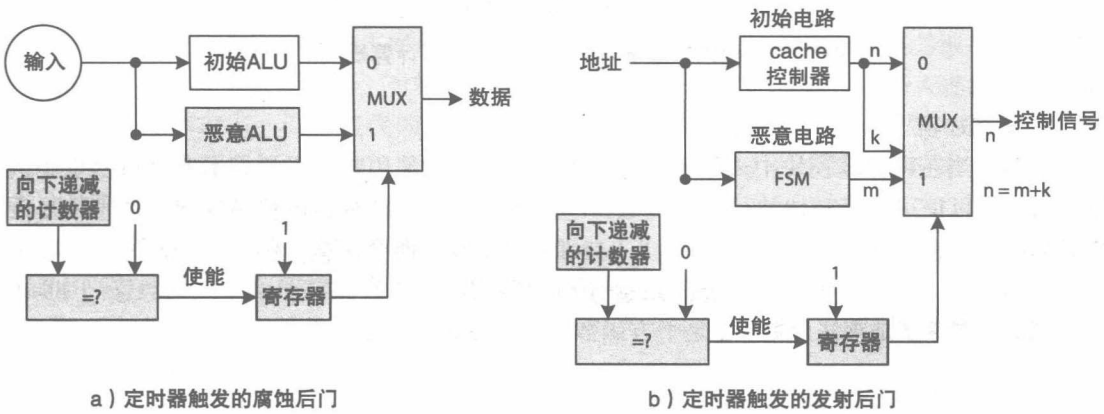 输入
初始ALU
恶意ALU
0
MUX
1
数据
向下递减
的计数器
0
=?
使能
1
寄存器
a）定时器触发的腐蚀后门
初始电路
地址
cache
控制器
n
0
MUX
k
恶意电路
FSM
m
1
n
控制信号
n=m+k
向下递减
的计数器
0
=?
使能
1
寄存器
b）定时器触发的发射后门